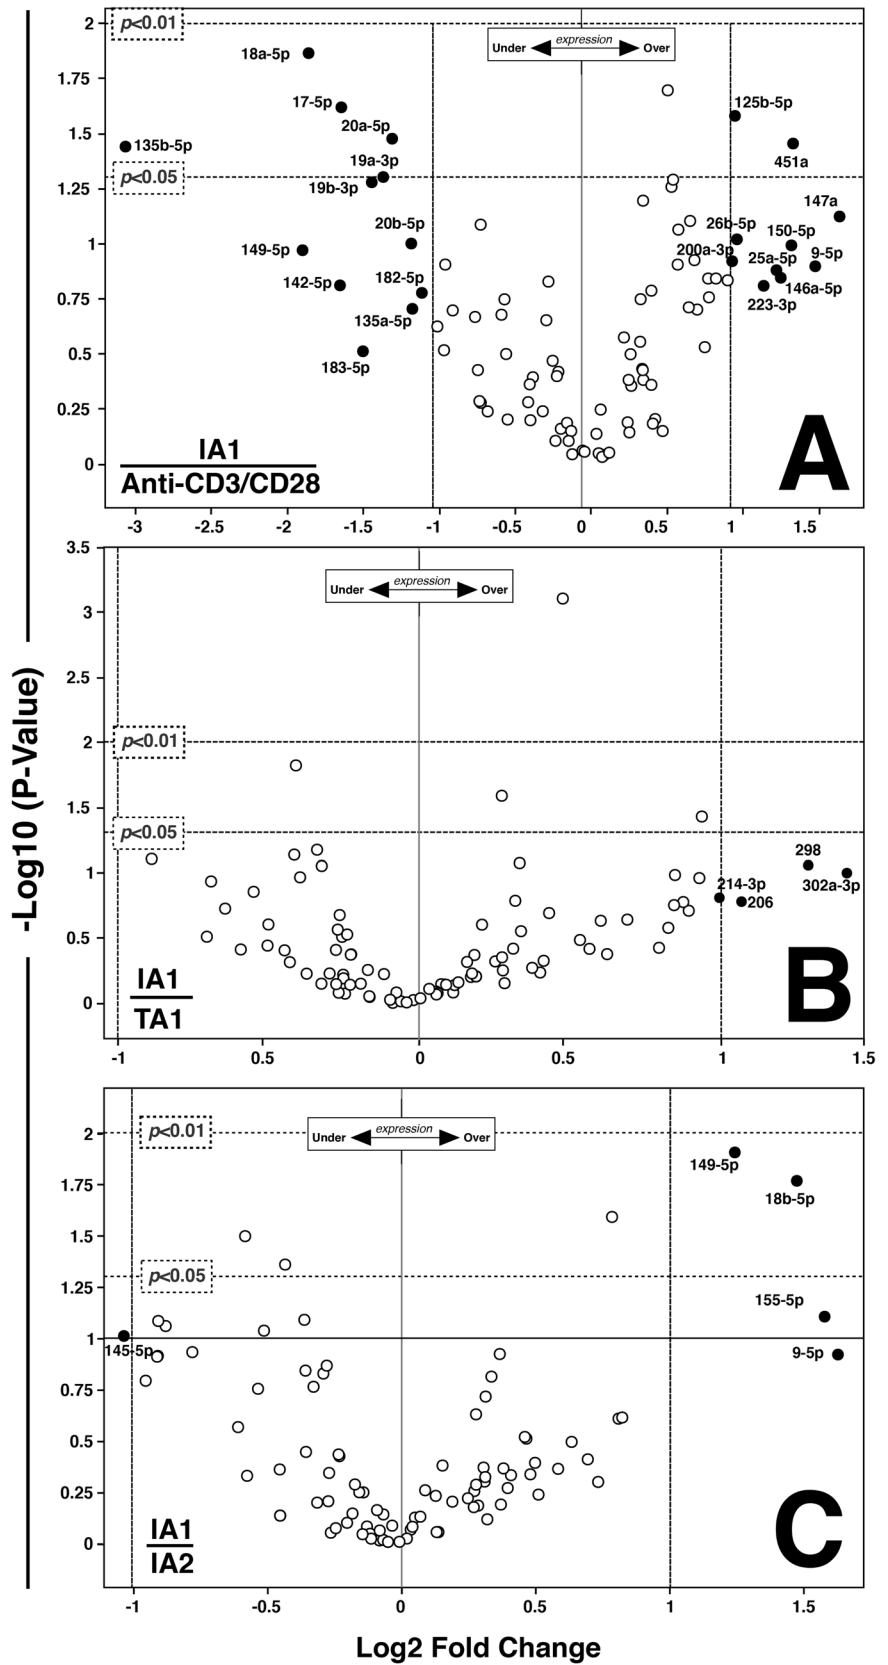 -Log10 (P-Value)
2
p<0.01
Under
expression
Over
18a-5p
1.75
17-5p
125b-5p
20a-5p
1.5
135b-5p
19a-3p
451a
p<0.05
1.25
19b-3p
147a
20b-5p
26b-5p
150-5p
1
149-5p
200a-3p
25a-5p
9-5p
142-5p
182-5p
146a-5p
0.75
135a-5p
223-3p
0.5
183-5p
0.25
IA1
Anti-CD3/CD28
A
0
-3
-2.5
-2
-1.5
-1
-0.5
0
0.5
1
1.5
3.5
Under
expression
Over
3
2.5
2
p<0.01
1.5
p<0.05
1
298
302a-3p
214-3p
206
0.5
IA1
TA1
B
0
-1
0.5
0
0.5
1
1.5
2
p<0.01
Under
expression
Over
149-5p
1.75
18b-5p
1.5
p<0.05
1.25
155-5p
1
145-5p
9-5p
0.75
0.5
0.25
IA1
IA2
C
0
-1
-0.5
0
0.5
1
1.5
Log2 Fold Change